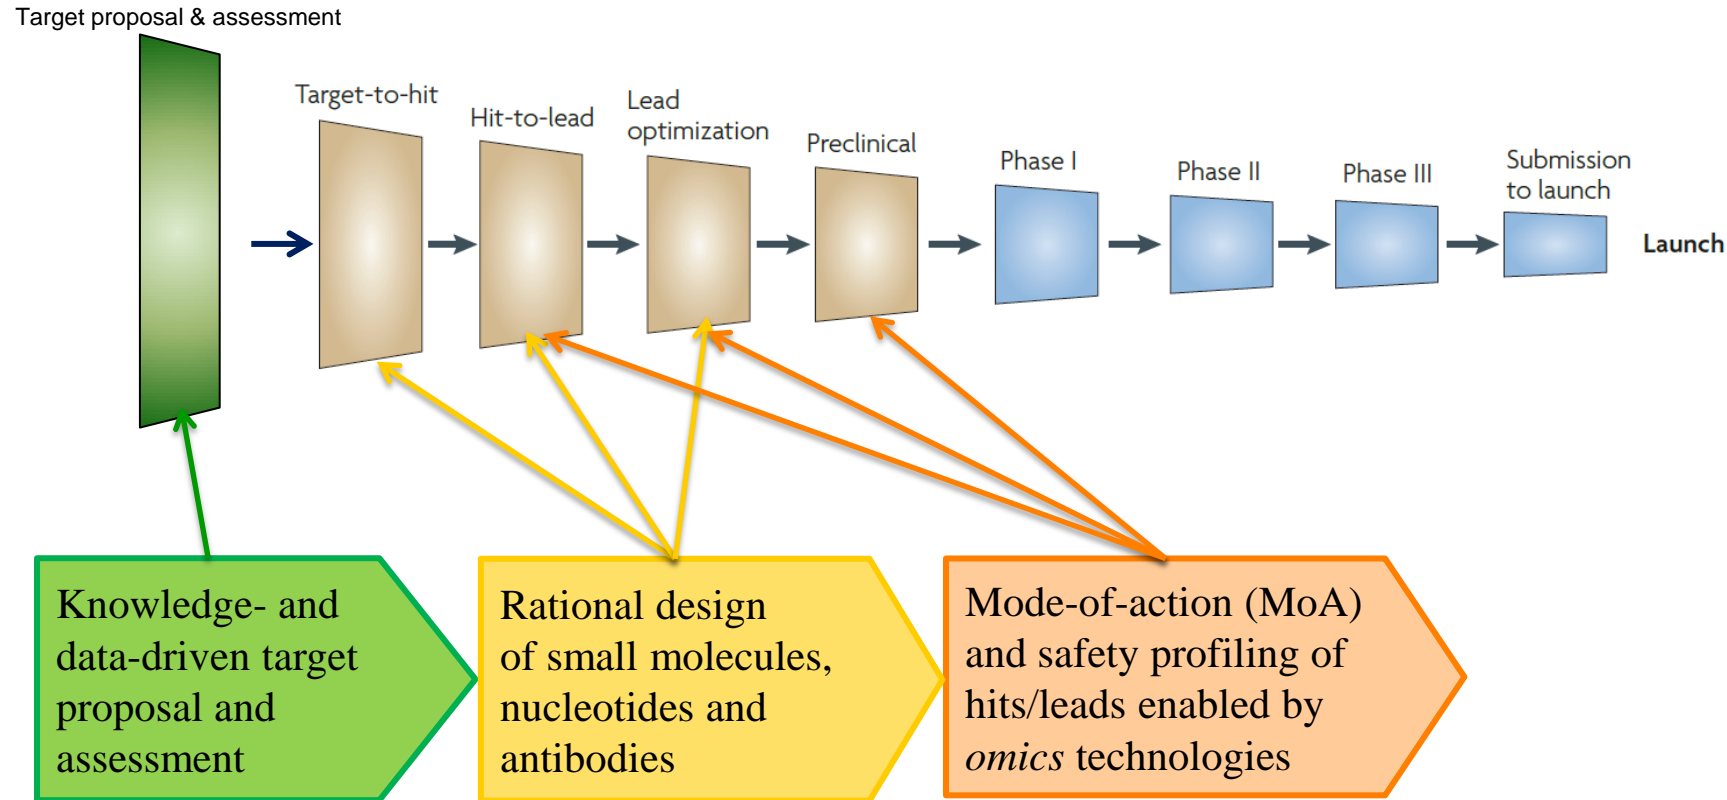 Target proposal & assessment
Target-to-hit
Hit-to-lead
Lead
optimization
Preclinical
Phase I
Phase II
Phase III
Submission
to launch
Launch
Knowledge- and
data-driven target
proposal and
assessment
Rational design
of small molecules,
nucleotides and
antibodies
Mode-of-action (MoA)
and safety profiling of
hits/leads enabled by
omics technologies